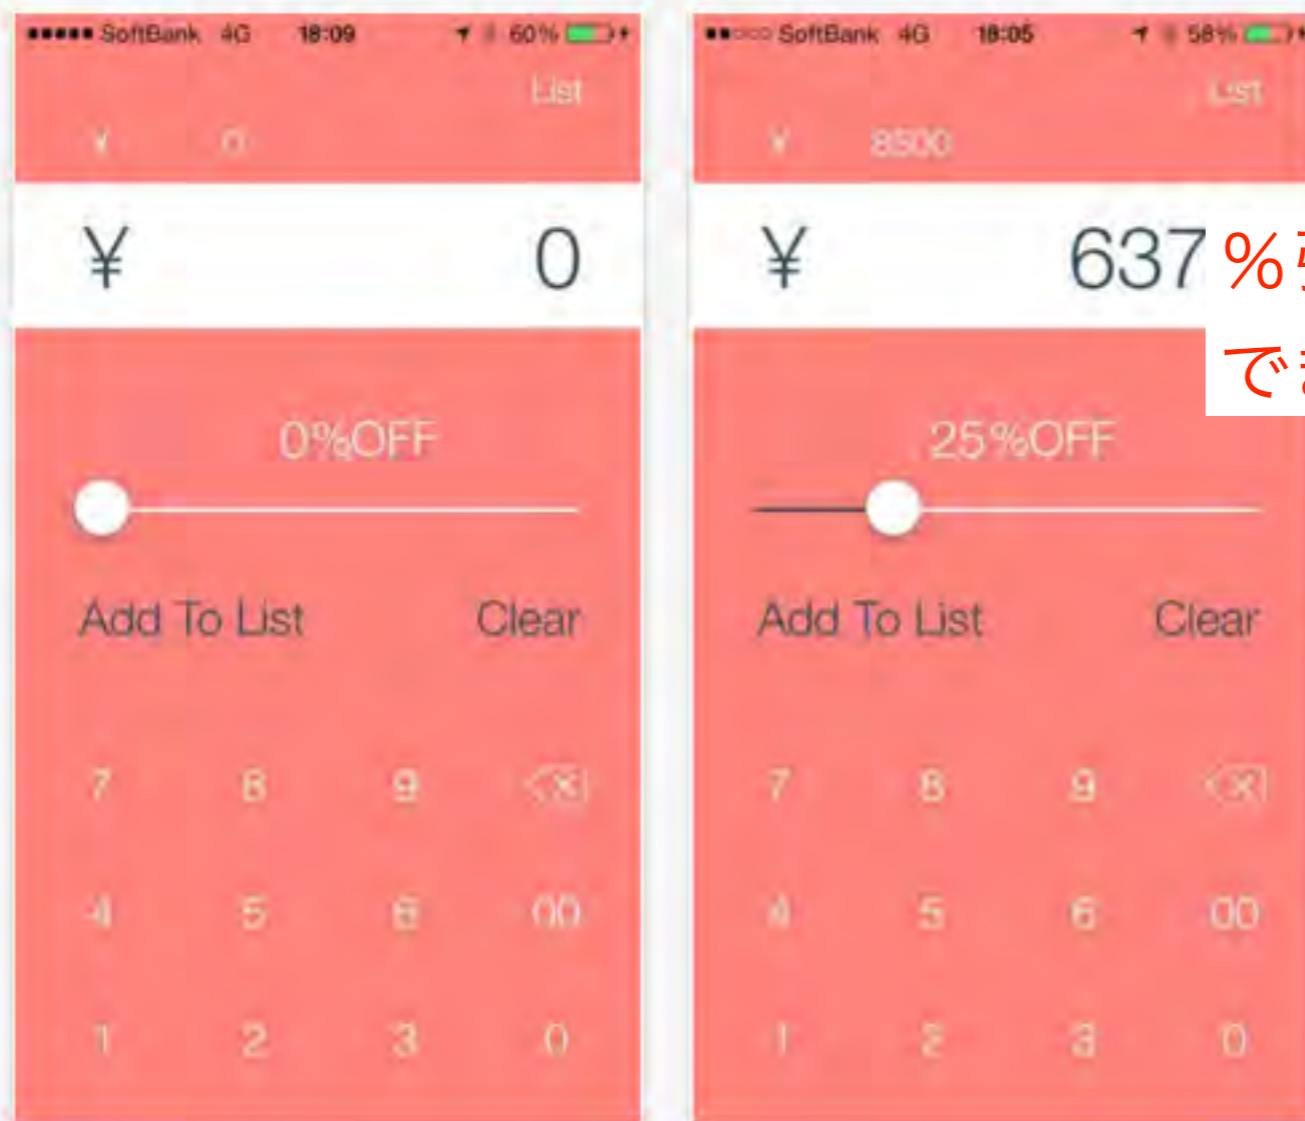 SoftBank 4G 18:09 60%
List
¥ 0
¥ 0
0%OFF
Add To List Clear
7 8 9
4 5 6 00
1 2 3 0
SoftBank 4G 18:05 58%
List
¥ 8500
¥ 637
25%OFF
Add To List Clear
7 8 9
4 5 6 00
1 2 3 0
%
で